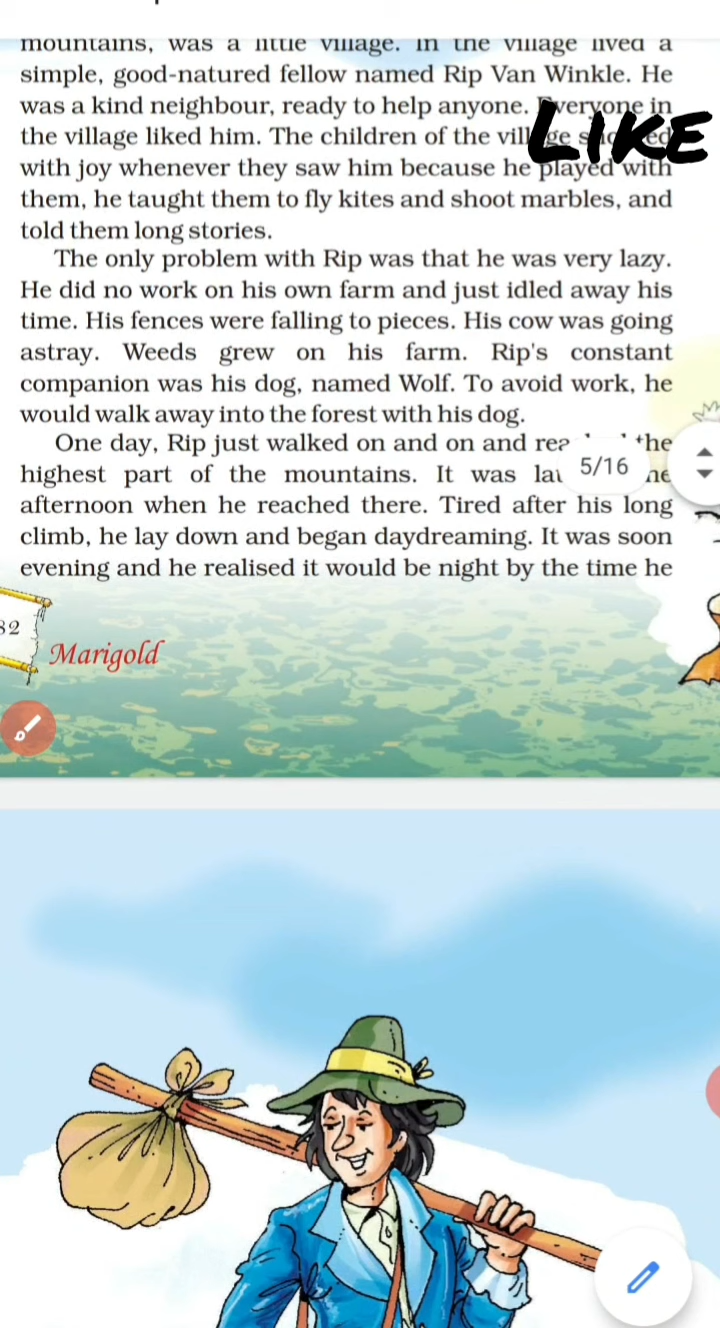 mountains, was a little village. In the village lived a
simple, good-natured fellow named Rip Van Winkle. He
was a kind neighbour, ready to help anyone. Everyone in
the village liked him. The children of the village
LIKE
with joy whenever they saw him because he played with
them, he taught them to fly kites and shoot marbles, and
told them long stories.
The only problem with Rip was that he was very lazy.
He did no work on his own farm and just idled away his
time. His fences were falling to pieces. His cow was going
astray. Weeds grew on his farm. Rip's constant
companion was his dog, named Wolf. To avoid work, he
would walk away into the forest with his dog.
One day, Rip just walked on and on and the
highest part of the mountains. It was
5/16
afternoon when he reached there. Tired after his long
climb, he lay down and began daydreaming. It was soon
evening and he realised it would be night by the time he
Marigold